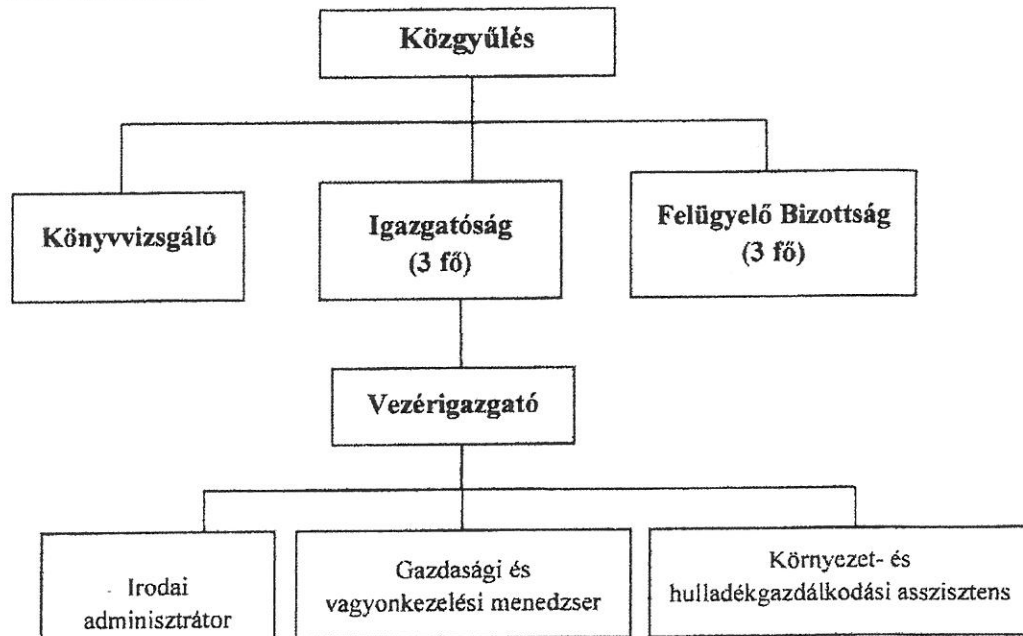 Közgyűlés
Könyvvizsgáló
Igazgatóság
(3 fő)
Felügyelő Bizottság
(3 fő)
Vezérigazgató
Irodai
adminisztrátor
Gazdasági és
vagyonkezelési menedzser
Környezet- és
hulladékgazdálkodási asszisztens